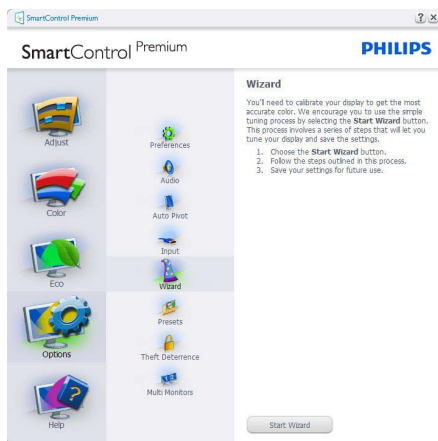 SmartControl Premium
?
×
SmartControl Premium
PHILIPS
Adjust
Color
Eco
Options
Help
Preferences
Audio
Auto Pivot
Input
Wizard
Presets
Theft Deterrence
Multi Monitors
Wizard
You'll need to calibrate your display to get the most
accurate color. We encourage you to use the simple
tuning process by selecting the Start Wizard button.
This process involves a series of steps that will let you
tune your display and save the settings.
1. Choose the Start Wizard button.
2. Follow the steps outlined in this process.
3. Save your settings for future use.
Start Wizard